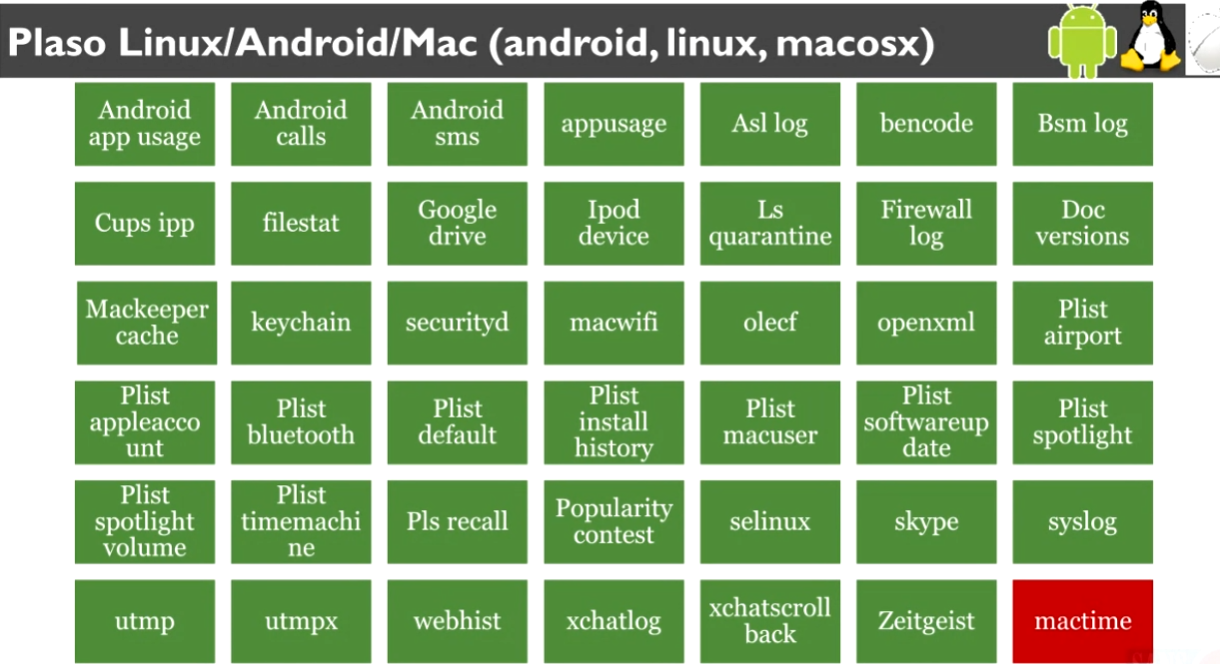 Plaso Linux/Android/Mac (android, linux, macosx)
Android
app usage
Android
calls
Android
sms
appusage
Asl log
bencode
Bsm log
Cups ipp
filestat
Google
drive
Ipod
device
Ls
quarantine
Firewall
log
Doc
versions
Mackeeper
cache
keychain
securityd
macwifi
olecf
openxml
Plist
airport
Plist
appleacco
unt
Plist
bluetooth
Plist
default
Plist
install
history
Plist
macuser
Plist
softwareup
date
Plist
spotlight
Plist
spotlight
volume
Plist
timemachi
ne
Pls recall
Popularity
contest
selinux
skype
syslog
utmp
utmpx
webhist
xchatlog
xchatscroll
back
Zeitgeist
mactime